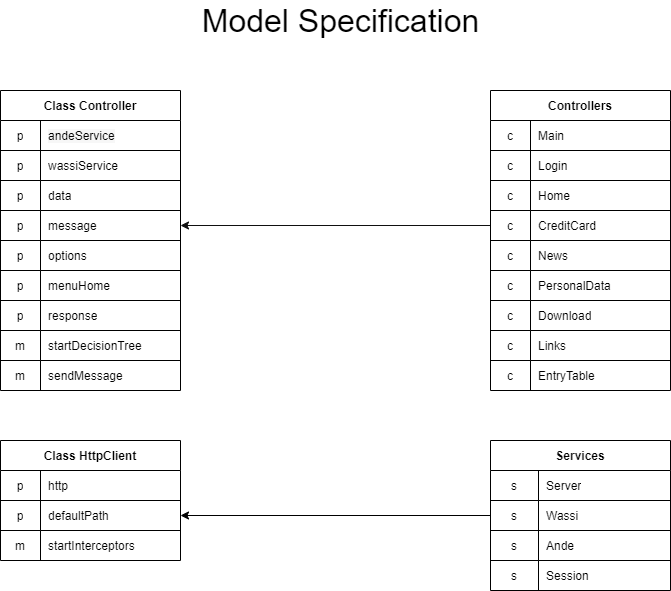 Model Specification
Class Controller
p andeService
p wassiService
p data
p message
p options
p menuHome
p response
m startDecisionTree
m sendMessage
Controllers
c Main
c Login
c Home
c CreditCard
c News
c PersonalData
c Download
c Links
c EntryTable
Class HttpClient
p http
p defaultPath
m startInterceptors
Services
s Server
s Wassi
s Ande
s Session